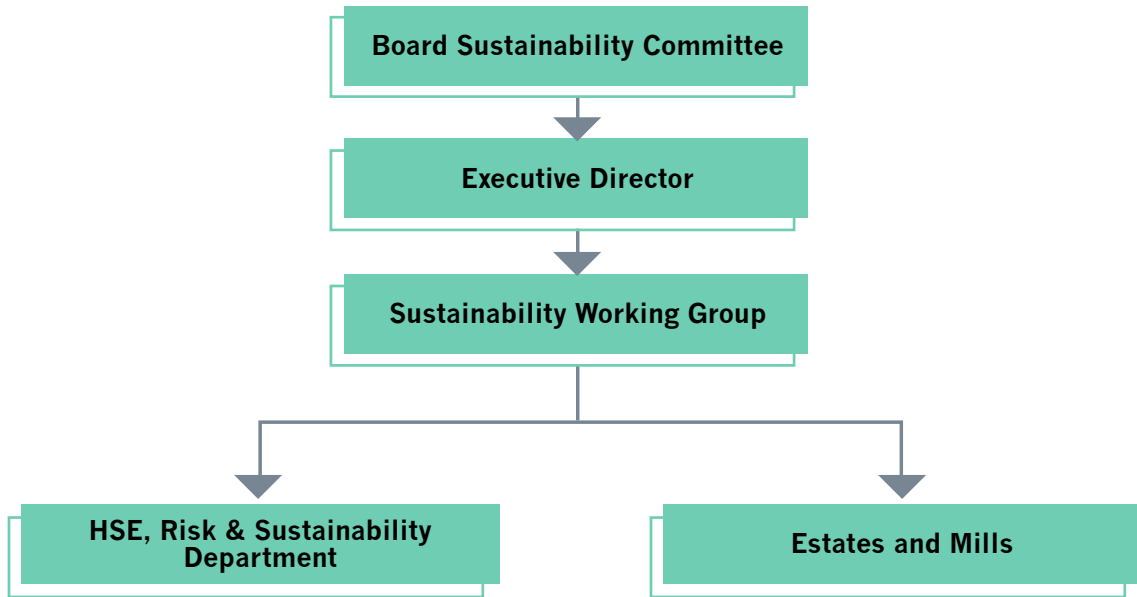 Board Sustainability Committee
Executive Director
Sustainability Working Group
HSE, Risk & Sustainability
Department
Estates and Mills